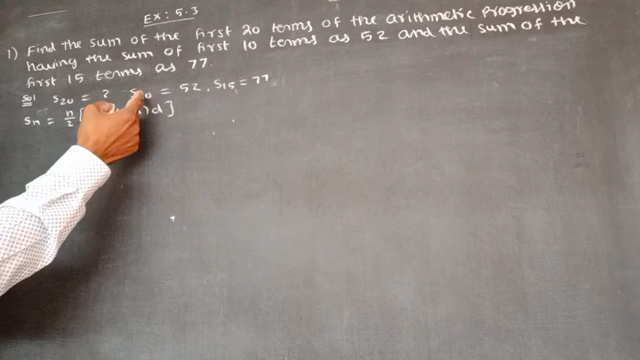 Ex: 5.3
1) Find the sum of the first 20 terms of the arithmetic progression
having the sum of first 10 terms as 52 and the sum of the
first 15 terms as 77.
sol S20 = ? = 52, S15 = 77
Sn = n/2 [ d]